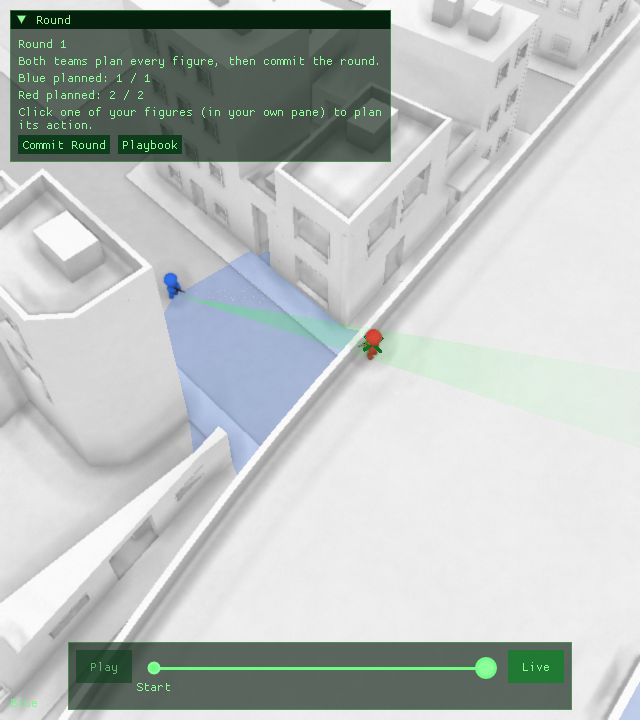 Round
Round 1
Both teams plan every figure, then commit the round.
Blue planned: 1 / 1
Red planned: 2 / 2
Click one of your figures (in your own pane) to plan
its action.
Commit Round
Playbook
Play
Live
Start